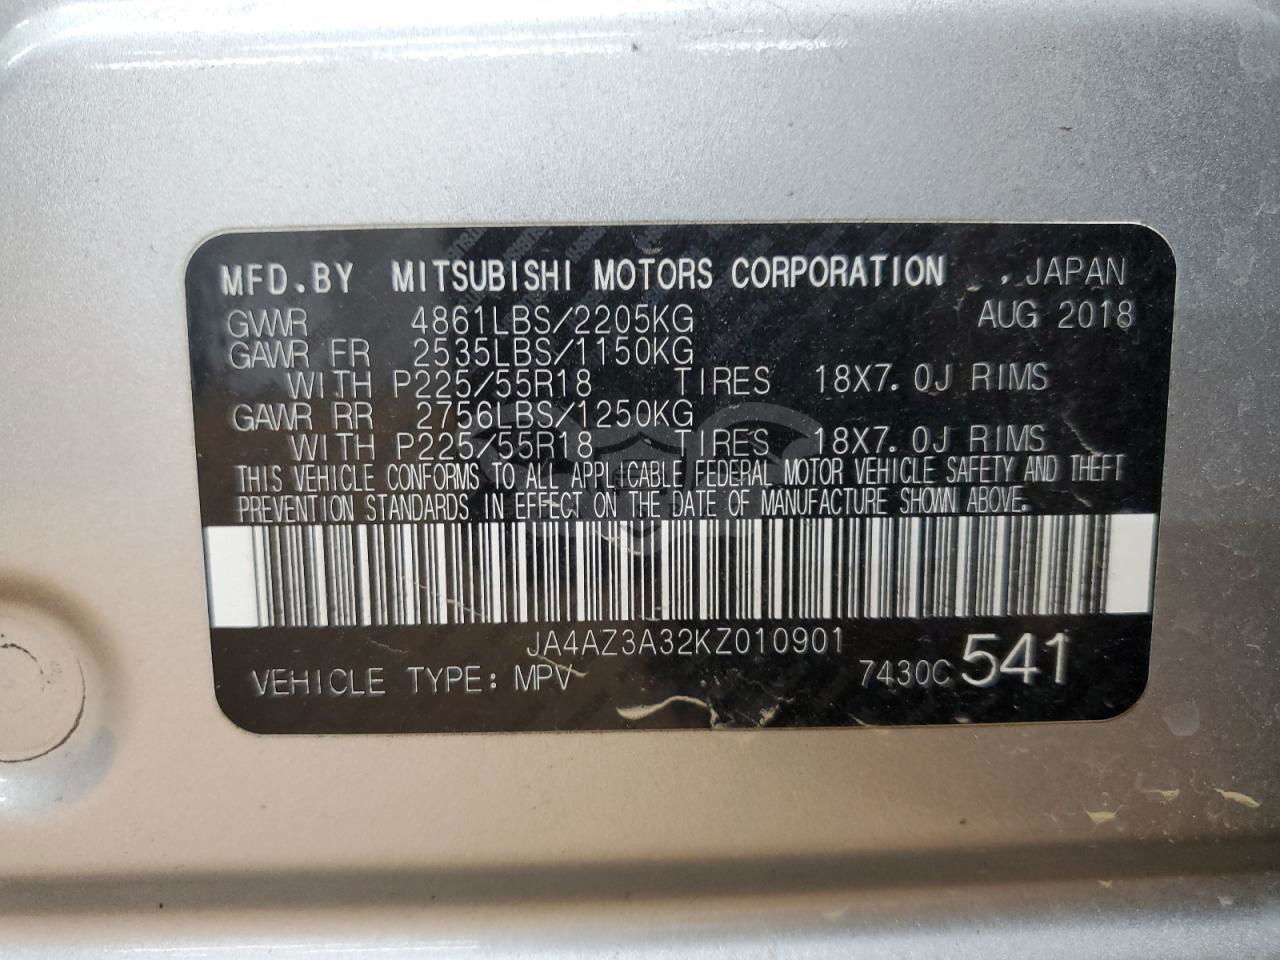 MFD.BY MITSUBISHI MOTORS CORPORATION , JAPAN
GWWR 4861LBS/2205KG AUG 2018
GAWR FR 2535LBS/1150KG
WITH P225/55R18 TIRES 18X7.0J RIMS
GAWR RR 2756LBS/1250KG
WITH P225/55R18 TIRES 18X7.0J RIMS
THIS VEHICLE CONFORMS TO ALL APPLICABLE FEDERAL MOTOR VEHICLE SAFETY AND THEFT
PREVENTION STANDARDS IN EFFECT ON THE DATE OF MANUFACTURE SHOWN ABOVE.
JA4AZ3A32KZ010901
VEHICLE TYPE: MPV 7430C 541